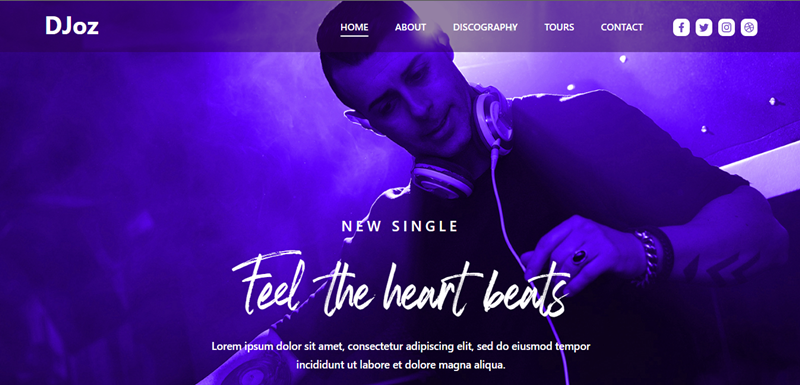 DJoz
HOME ABOUT DISCOGRAPHY TOURS CONTACT
NEW SINGLE
Feel the heart beats
Lorem ipsum dolor sit amet, consectetur adipiscing elit, sed do eiusmod tempor
incididunt ut labore et dolore magna aliqua.